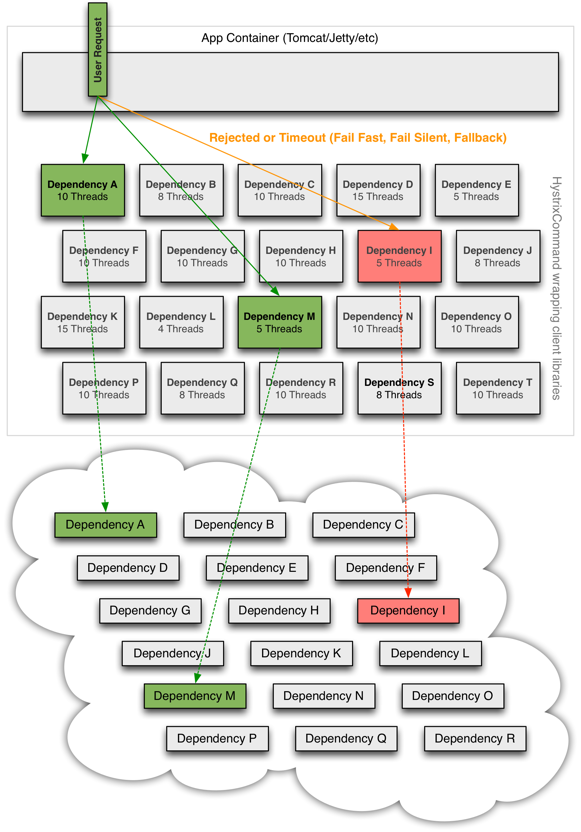 User Request
App Container (Tomcat/Jetty/etc)
Rejected or Timeout (Fail Fast, Fail Silent, Fallback)
Dependency A
10 Threads
Dependency B
8 Threads
Dependency C
10 Threads
Dependency D
15 Threads
Dependency E
5 Threads
Dependency F
10 Threads
Dependency G
10 Threads
Dependency H
10 Threads
Dependency I
5 Threads
Dependency J
8 Threads
Dependency K
15 Threads
Dependency L
4 Threads
Dependency M
5 Threads
Dependency N
10 Threads
Dependency O
10 Threads
Dependency P
10 Threads
Dependency Q
8 Threads
Dependency R
10 Threads
Dependency S
8 Threads
Dependency T
10 Threads
HystrixCommand wrapping client libraries
Dependency A
Dependency B
Dependency C
Dependency D
Dependency E
Dependency F
Dependency G
Dependency H
Dependency I
Dependency J
Dependency K
Dependency L
Dependency M
Dependency N
Dependency O
Dependency P
Dependency Q
Dependency R